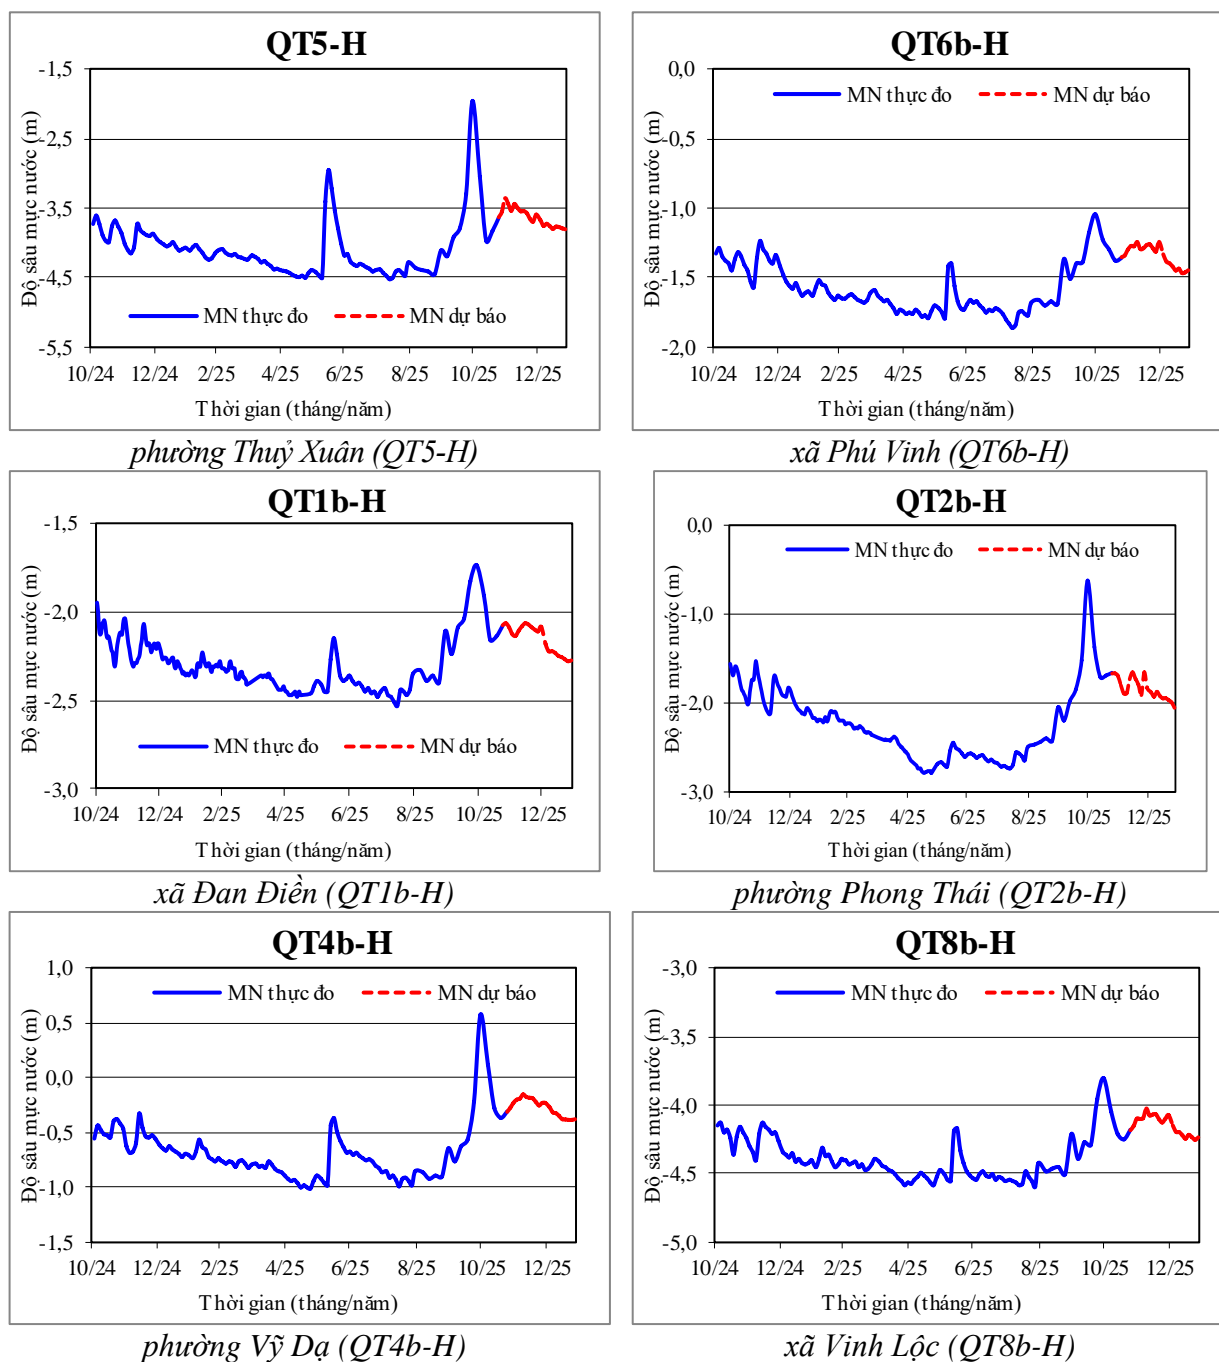 QT5-H
-1,5
-2,5
-3,5
-4,5
-5,5
Độ sâu mực nước (m)
MN thực đo
MN dự báo
10/24 12/24 2/25 4/25 6/25 8/25 10/25 12/25
Thời gian (tháng/năm)
phường Thuỷ Xuân (QT5-H)
QT6b-H
0,0
-0,5
-1,0
-1,5
-2,0
Độ sâu mực nước (m)
MN thực đo
MN dự báo
10/24 12/24 2/25 4/25 6/25 8/25 10/25 12/25
Thời gian (tháng/năm)
xã Phú Vinh (QT6b-H)
QT1b-H
-1,5
-2,0
-2,5
-3,0
Độ sâu mực nước (m)
MN thực đo
MN dự báo
10/24 12/24 2/25 4/25 6/25 8/25 10/25 12/25
Thời gian (tháng/năm)
xã Đan Điền (QT1b-H)
QT2b-H
0,0
-1,0
-2,0
-3,0
Độ sâu mực nước (m)
MN thực đo
MN dự báo
10/24 12/24 2/25 4/25 6/25 8/25 10/25 12/25
Thời gian (tháng/năm)
phường Phong Thái (QT2b-H)
QT4b-H
1,0
0,5
0,0
-0,5
-1,0
-1,5
Độ sâu mực nước (m)
MN thực đo
MN dự báo
10/24 12/24 2/25 4/25 6/25 8/25 10/25 12/25
Thời gian (tháng/năm)
phường Vỹ Dạ (QT4b-H)
QT8b-H
-3,0
-3,5
-4,0
-4,5
-5,0
Độ sâu mực nước (m)
MN thực đo
MN dự báo
10/24 12/24 2/25 4/25 6/25 8/25 10/25 12/25
Thời gian (tháng/năm)
xã Vinh Lộc (QT8b-H)